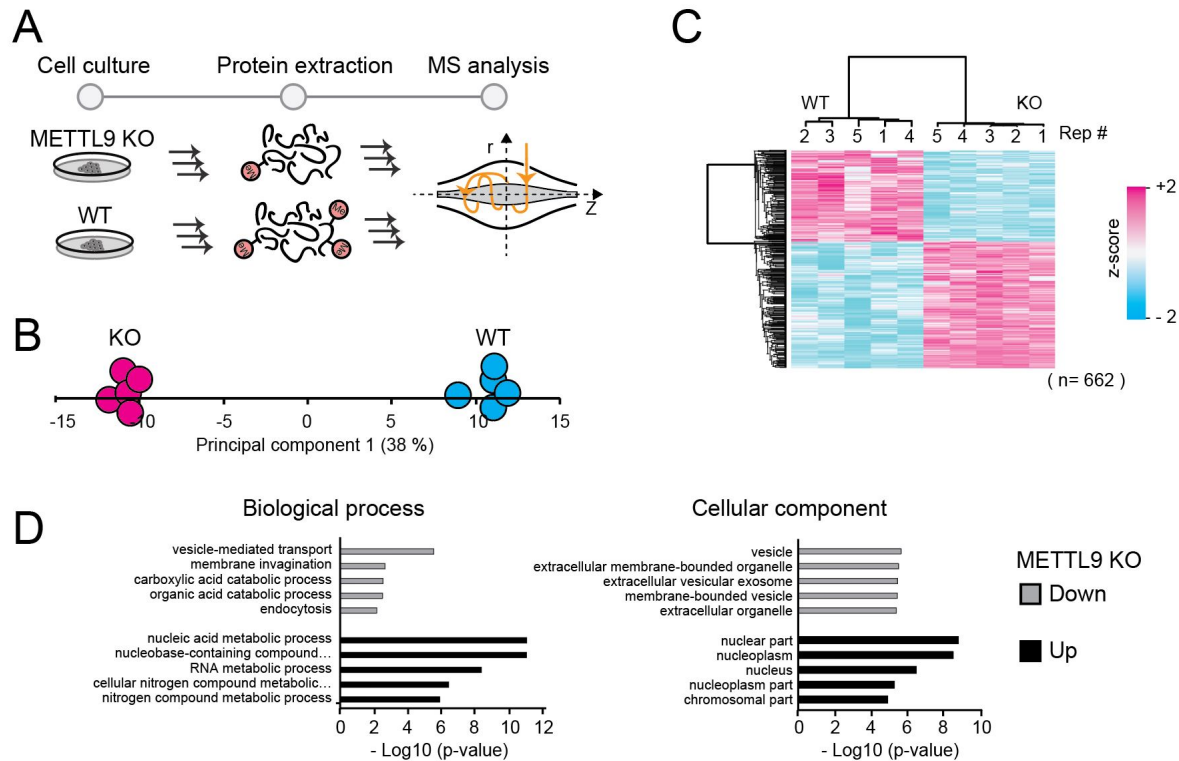 A
Cell culture
Protein extraction
MS analysis
METTL9 KO
WT
Me
Me
Me
Me
r
Z
B
KO
WT
-15
-10
-5
0
5
10
15
Principal component 1 (38 %)
C
WT
KO
2 3 5 1 4 5 4 3 2 1 Rep #
+2
z-score
- 2
( n= 662 )
D
Biological process
vesicle-mediated transport
membrane invagination
carboxylic acid catabolic process
organic acid catabolic process
endocytosis
nucleic acid metabolic process
nucleobase-containing compound…
RNA metabolic process
cellular nitrogen compound metabolic…
nitrogen compound metabolic process
0 2 4 6 8 10 12
- Log10 (p-value)
Cellular component
vesicle
extracellular membrane-bounded organelle
extracellular vesicular exosome
membrane-bounded vesicle
extracellular organelle
nuclear part
nucleoplasm
nucleus
nucleoplasm part
chromosomal part
0 2 4 6 8 10
- Log10 (p-value)
METTL9 KO
Down
Up